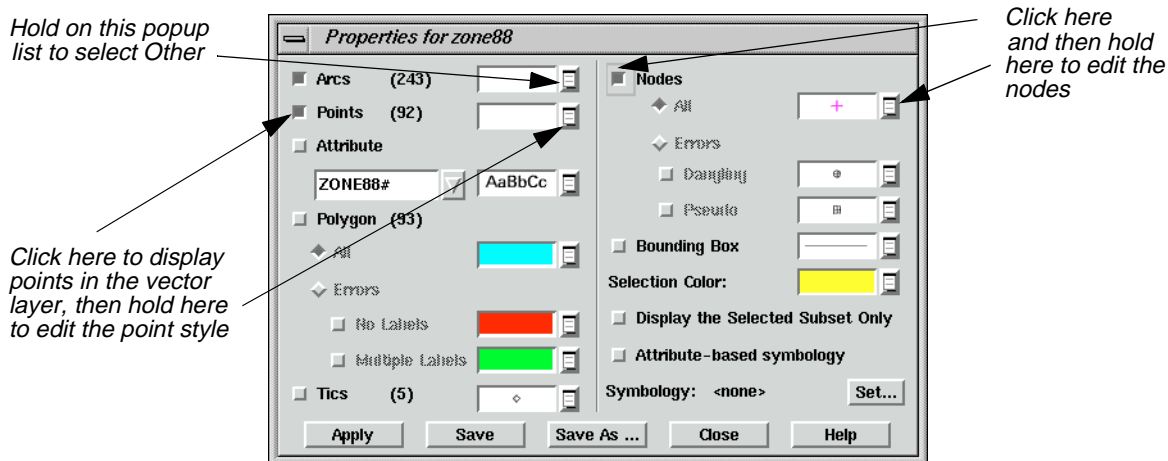 Hold on this popup
list to select Other
Click here
and then hold
here to edit the
nodes
Click here to display
points in the vector
layer, then hold here
to edit the point style
Properties for zone88
Arcs (243)
Points (92)
Attribute
ZONE88# AaBbCc
Polygon (93)
All
Errors
No Labels
Multiple Labels
Tics (5)
Nodes
All
Errors
Dangling
Pseudo
Bounding Box
Selection Color:
Display the Selected Subset Only
Attribute-based symbology
Symbology: <none> Set...
Apply Save Save As ... Close Help